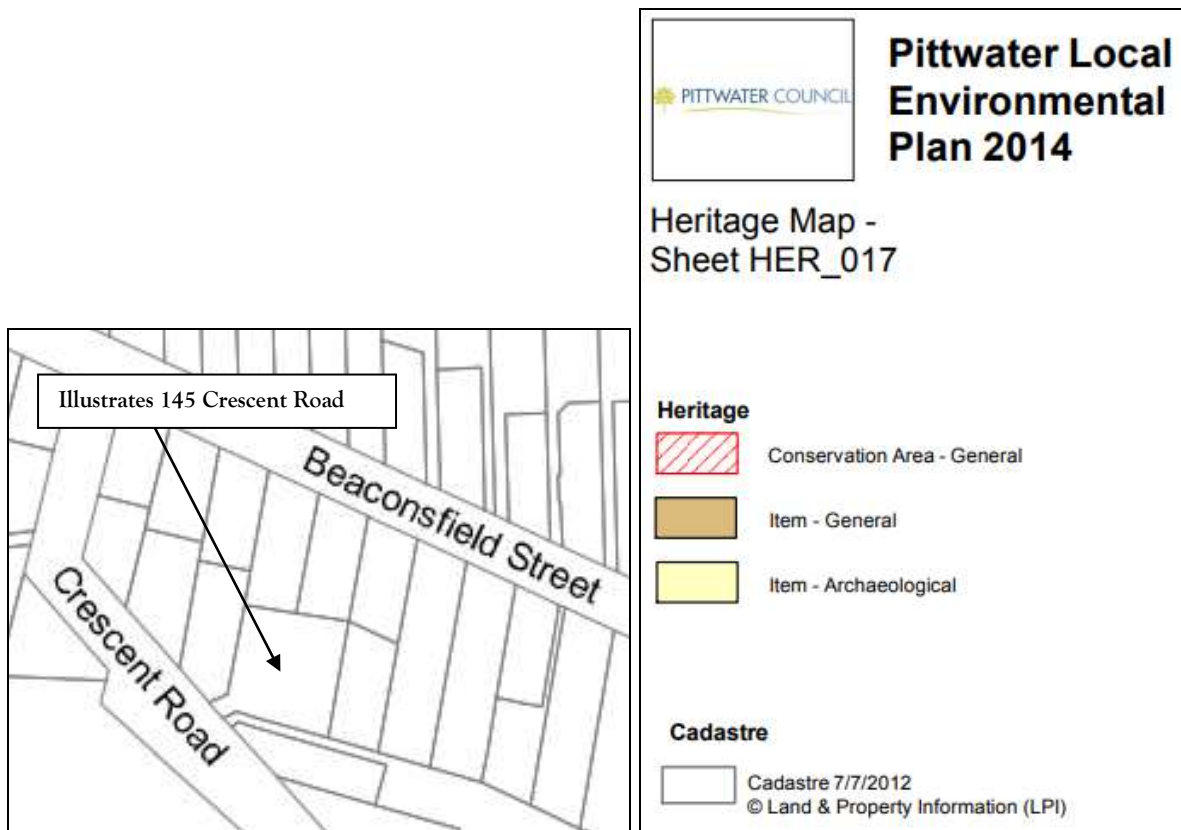 Illustrates 145 Crescent Road
Beaconsfield Street
Crescent Road
PITTWATER COUNCIL
Pittwater Local
Environmental
Plan 2014
Heritage Map -
Sheet HER_017
Heritage
Conservation Area - General
Item - General
Item - Archaeological
Cadastre
Cadastre 7/7/2012
© Land & Property Information (LPI)